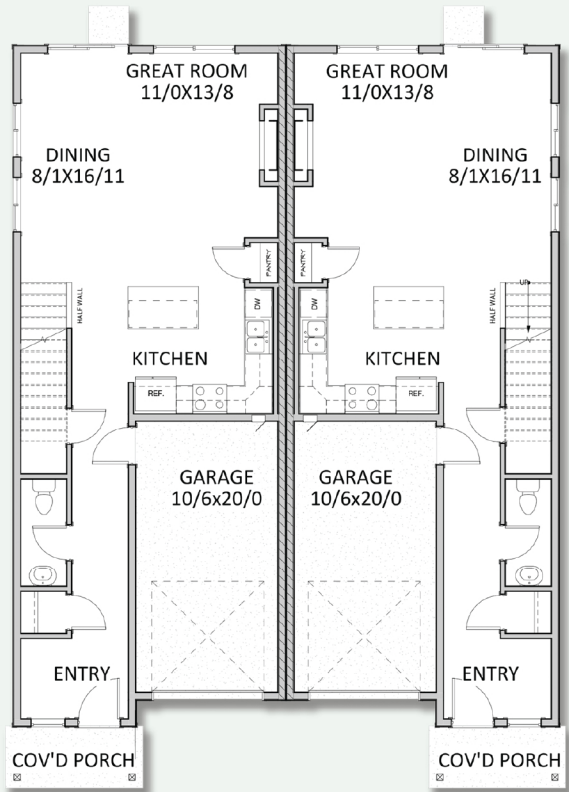 GREAT ROOM
11/0X13/8
GREAT ROOM
11/0X13/8
DINING
8/1X16/11
DINING
8/1X16/11
PANTRY
PANTRY
UP
HALF WALL
DW
DW
HALF WALL
KITCHEN
KITCHEN
REF.
REF.
GARAGE
10/6x20/0
GARAGE
10/6x20/0
ENTRY
ENTRY
COV'D PORCH
COV'D PORCH